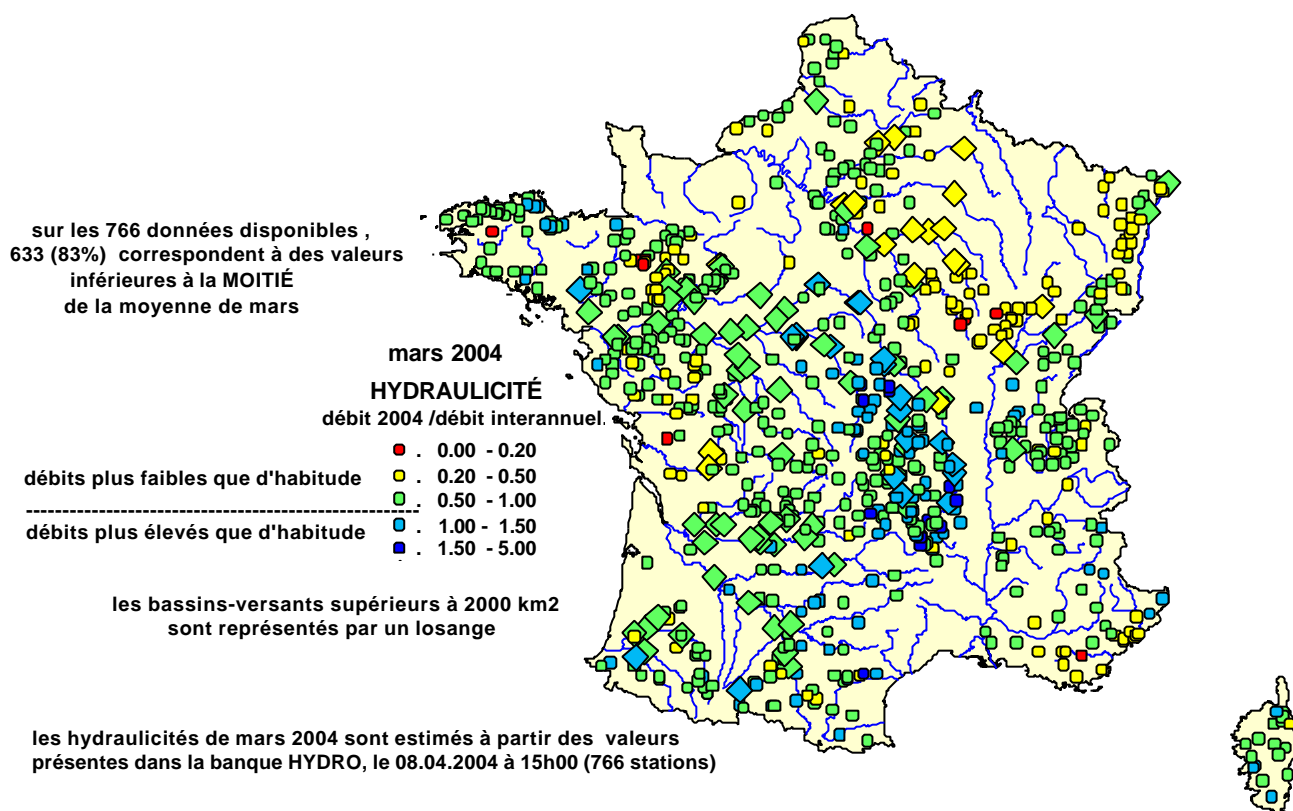 sur les 766 données disponibles ,
633 (83%) correspondent à des valeurs
inférieures à la MOITIÉ
de la moyenne de mars
mars 2004
HYDRAULICITÉ
débit 2004 /débit interannuel.
. 0.00 - 0.20
débits plus faibles que d'habitude
. 0.20 - 0.50
. 0.50 - 1.00
--------------------------------------------------
débits plus élevés que d'habitude
. 1.00 - 1.50
. 1.50 - 5.00
les bassins-versants supérieurs à 2000 km2
sont représentés par un losange
les hydraulicités de mars 2004 sont estimés à partir des valeurs
présentes dans la banque HYDRO, le 08.04.2004 à 15h00 (766 stations)